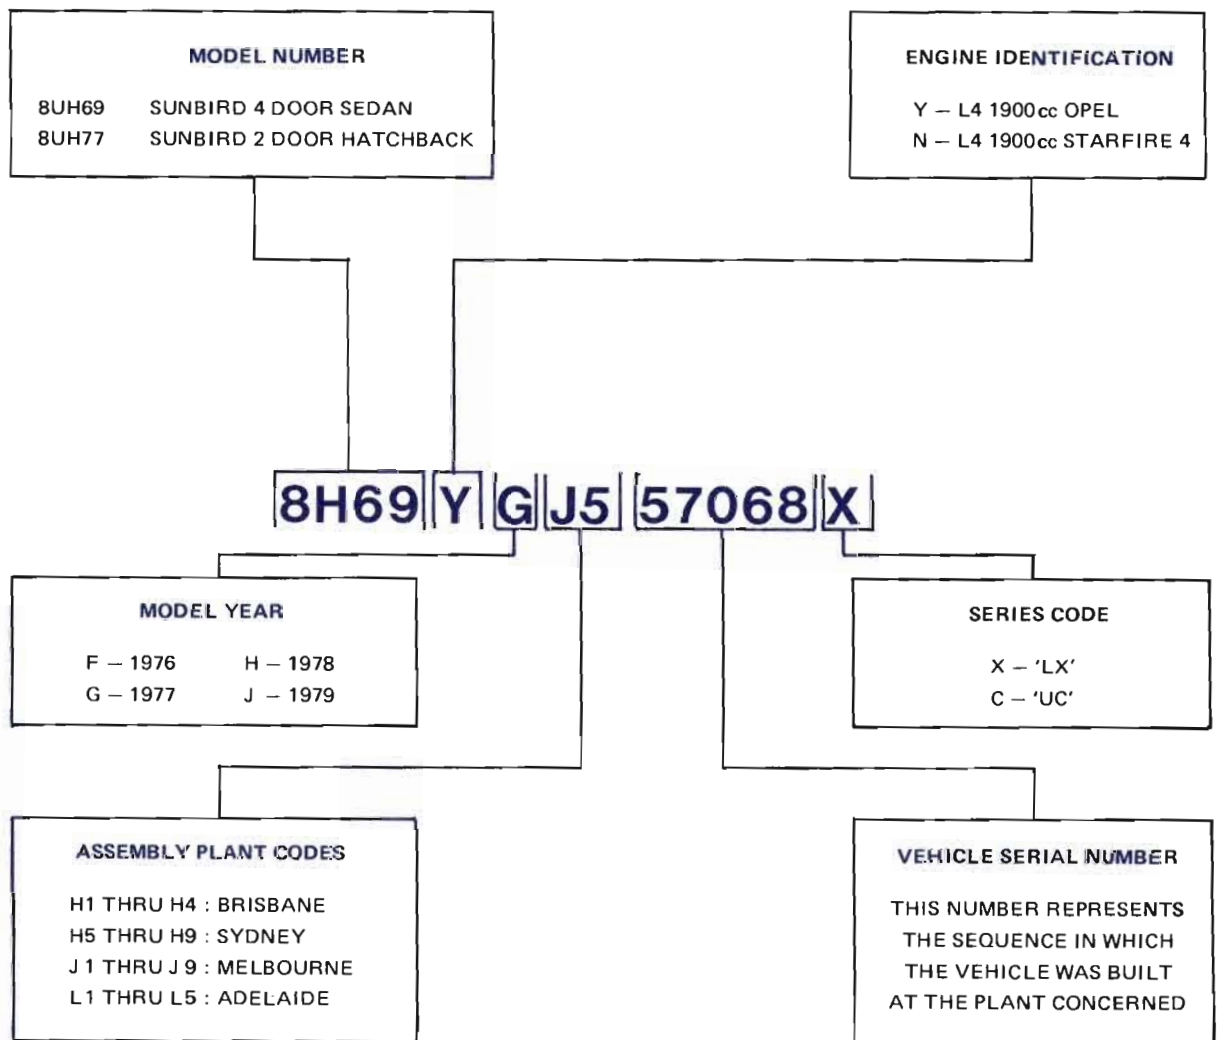 MODEL NUMBER
8UH69 SUNBIRD 4 DOOR SEDAN
8UH77 SUNBIRD 2 DOOR HATCHBACK
ENGINE IDENTIFICATION
Y – L4 1900cc OPEL
N – L4 1900cc STARFIRE 4
8H69 Y G J5 57068 X
MODEL YEAR
F – 1976 H – 1978
G – 1977 J – 1979
SERIES CODE
X – 'LX'
C – 'UC'
ASSEMBLY PLANT CODES
H1 THRU H4 : BRISBANE
H5 THRU H9 : SYDNEY
J1 THRU J9 : MELBOURNE
L1 THRU L5 : ADELAIDE
VEHICLE SERIAL NUMBER
THIS NUMBER REPRESENTS
THE SEQUENCE IN WHICH
THE VEHICLE WAS BUILT
AT THE PLANT CONCERNED